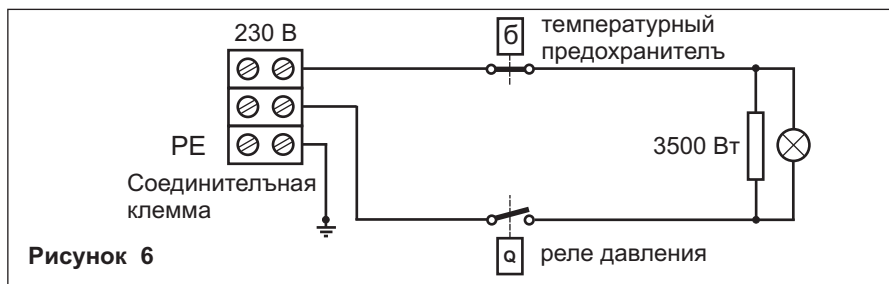 230 В
б
температурный
предохранителъ
PE
3500 Вт
Соединителъная
клемма
Q
реле давления
Рисунок 6